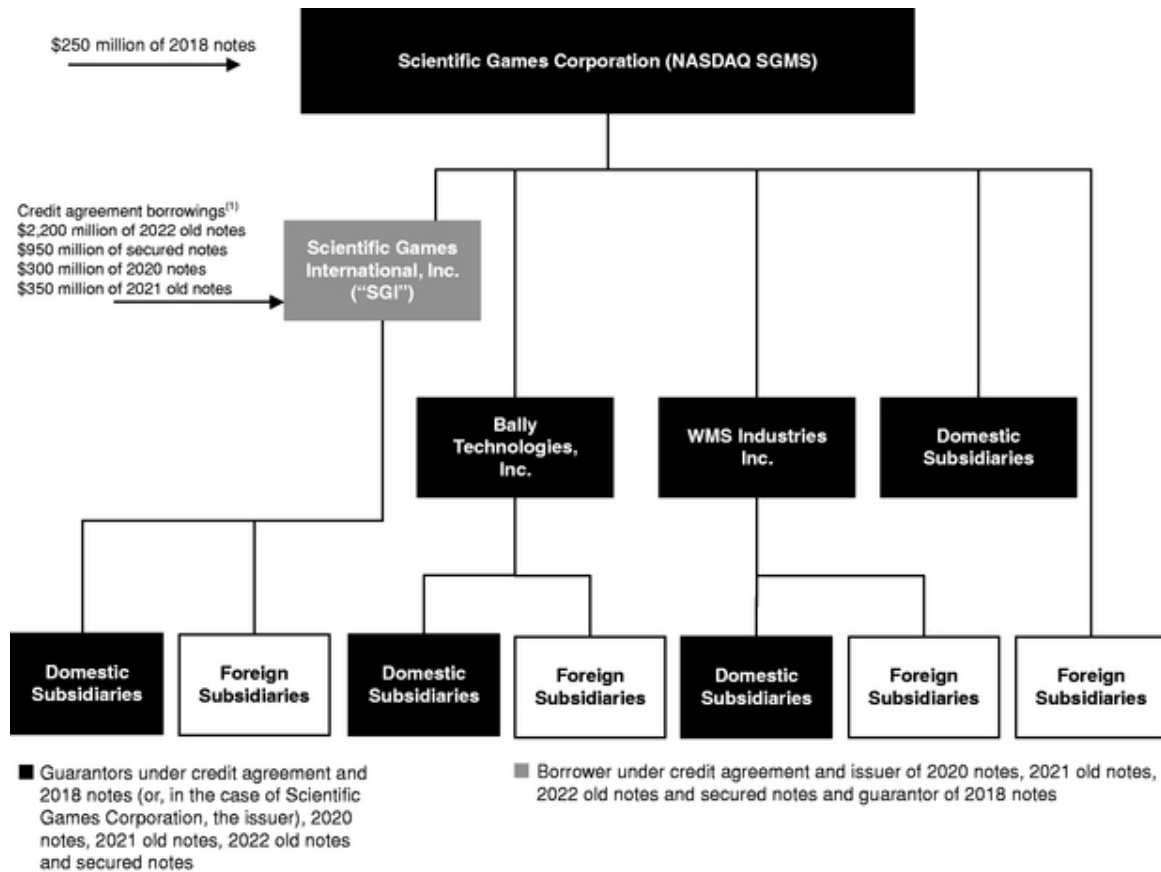 $250 million of 2018 notes
Scientific Games Corporation (NASDAQ SGMS)
Credit agreement borrowings(1)
$2,200 million of 2022 old notes
$950 million of secured notes
$300 million of 2020 notes
$350 million of 2021 old notes
Scientific Games
International, Inc.
(“SGI”)
Bally
Technologies,
Inc.
WMS Industries
Inc.
Domestic
Subsidiaries
Domestic
Subsidiaries
Foreign
Subsidiaries
Domestic
Subsidiaries
Foreign
Subsidiaries
Domestic
Subsidiaries
Foreign
Subsidiaries
Foreign
Subsidiaries
Guarantors under credit agreement and
2018 notes (or, in the case of Scientific
Games Corporation, the issuer), 2020
notes, 2021 old notes, 2022 old notes
and secured notes
Borrower under credit agreement and issuer of 2020 notes, 2021 old notes,
2022 old notes and secured notes and guarantor of 2018 notes